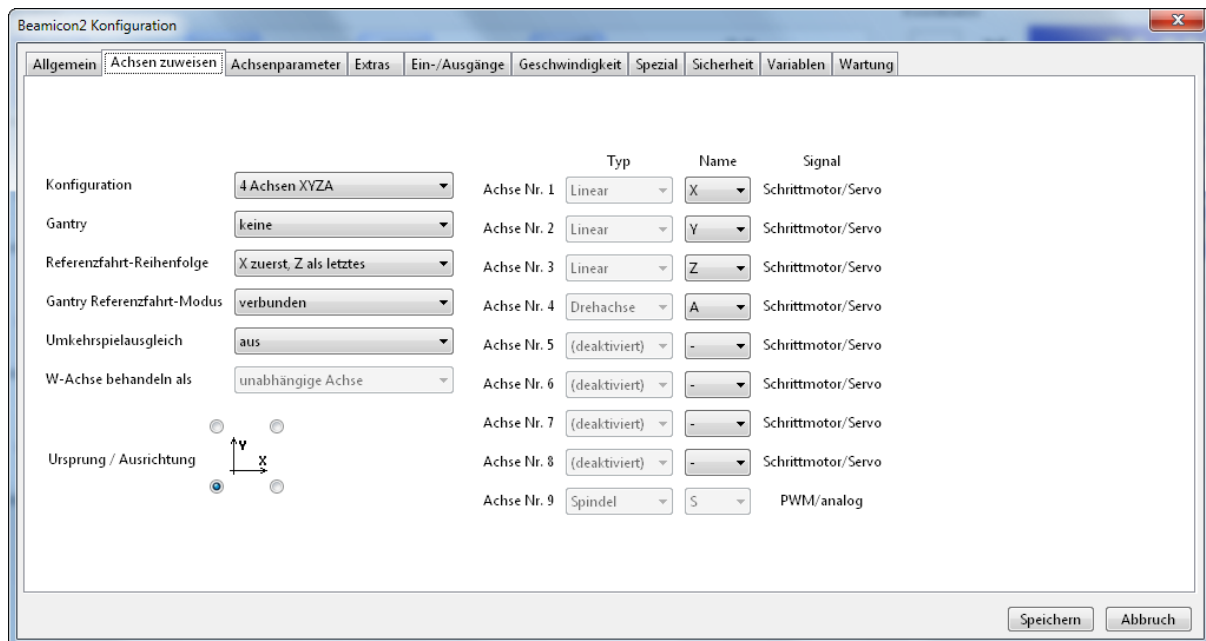 Beamicon2 Konfiguration
x
Allgemein Achsen zuweisen Achsenparameter Extras Ein-/Ausgänge Geschwindigkeit Spezial Sicherheit Variablen Wartung
Konfiguration 4 Achsen XYZA
Gantry keine
Referenzfahrt-Reihenfolge X zuerst, Z als letztes
Gantry Referenzfahrt-Modus verbunden
Umkehrspielausgleich aus
W-Achse behandeln als unabhängige Achse
Ursprung / Ausrichtung
Y
X
Typ Name Signal
Achse Nr. 1 Linear X Schrittmotor/Servo
Achse Nr. 2 Linear Y Schrittmotor/Servo
Achse Nr. 3 Linear Z Schrittmotor/Servo
Achse Nr. 4 Drehachse A Schrittmotor/Servo
Achse Nr. 5 (deaktiviert) - Schrittmotor/Servo
Achse Nr. 6 (deaktiviert) - Schrittmotor/Servo
Achse Nr. 7 (deaktiviert) - Schrittmotor/Servo
Achse Nr. 8 (deaktiviert) - Schrittmotor/Servo
Achse Nr. 9 Spindel S PWM/analog
Speichern Abbruch